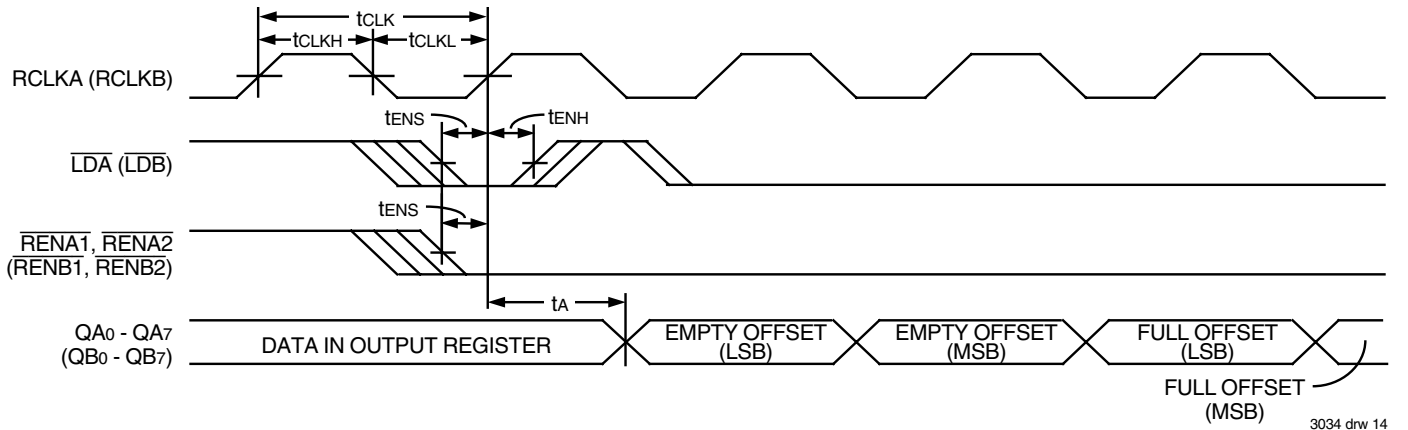 tCLK
tCLKH
tCLKL
RCLKA (RCLKB)
tENS
tENH
LDA (LDB)
tENS
RENA1, RENA2
(RENB1, RENB2)
tA
QA0 - QA7
(QB0 - QB7)
DATA IN OUTPUT REGISTER
EMPTY OFFSET
(LSB)
EMPTY OFFSET
(MSB)
FULL OFFSET
(LSB)
FULL OFFSET
(MSB)
3034 drw 14